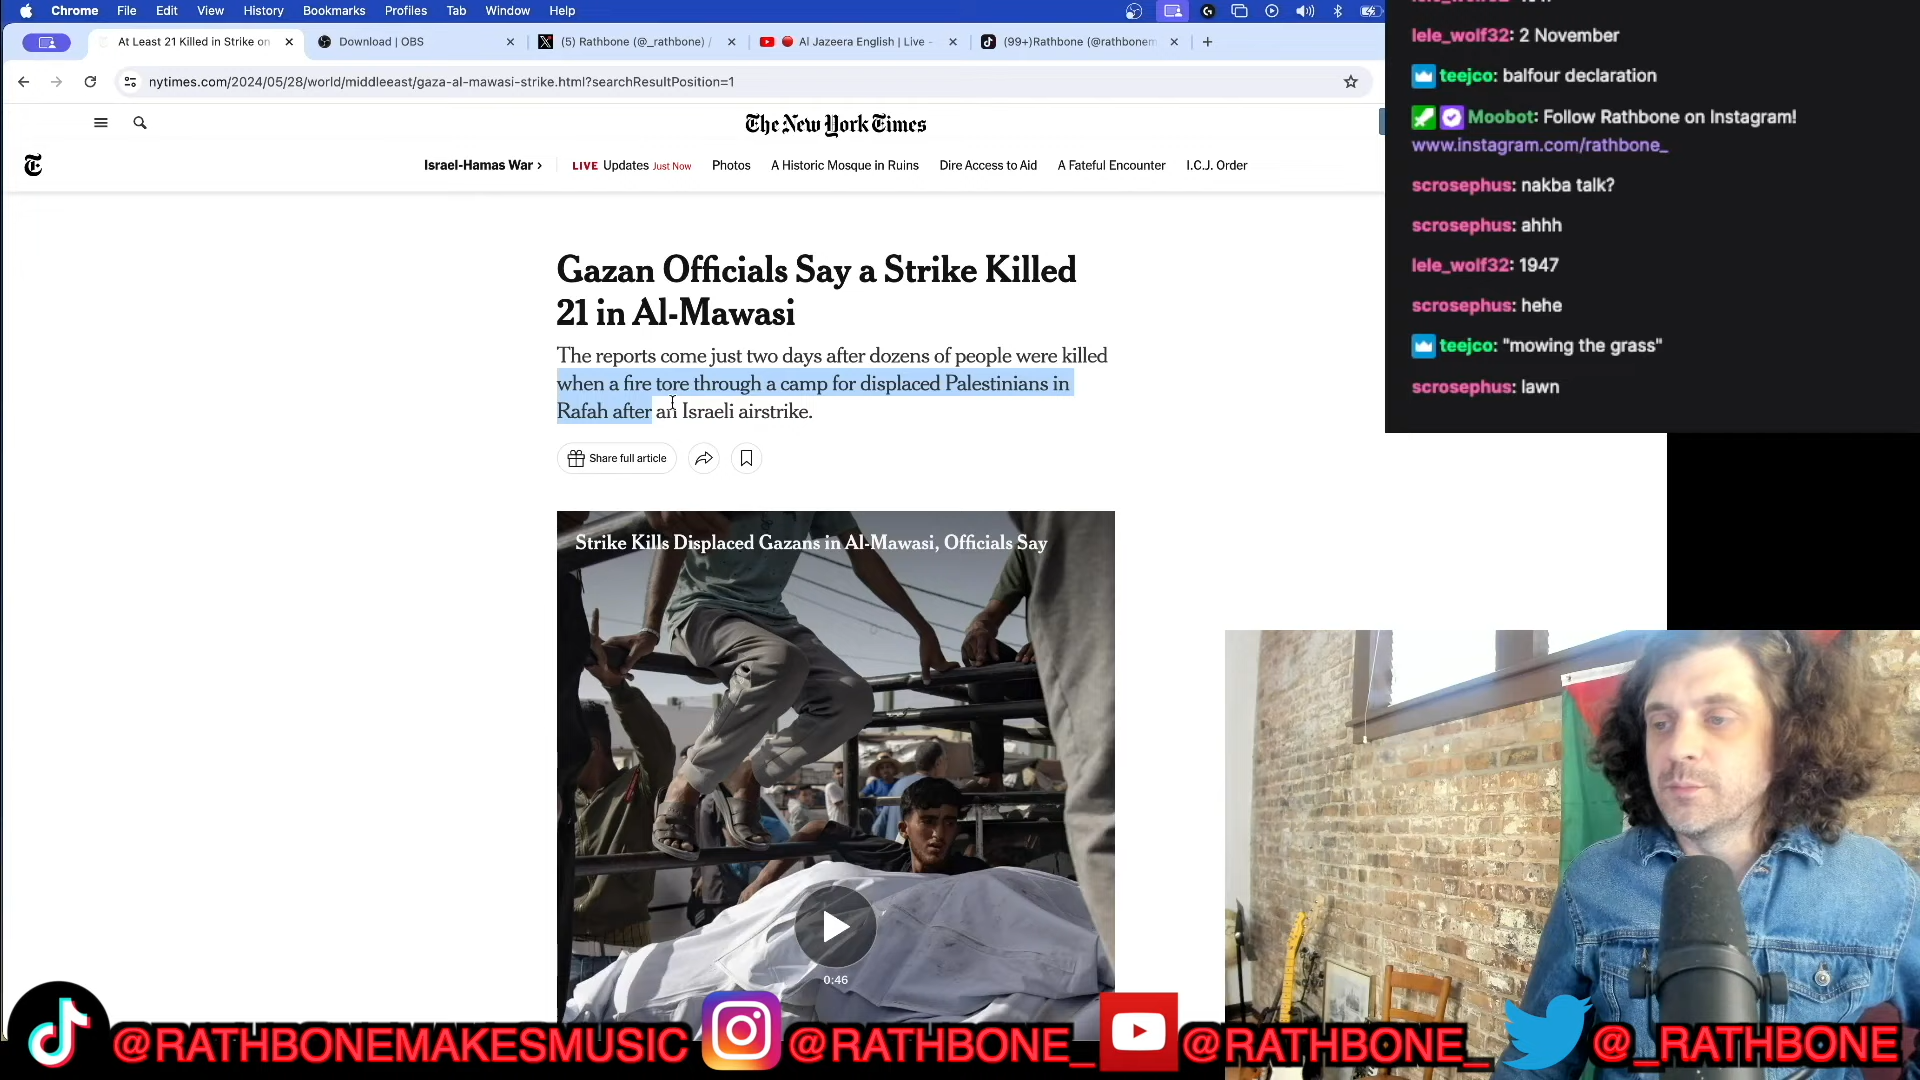 Chrome File Edit View History Bookmarks Profiles Tab Window Help
At Least 21 Killed in Strike on
Download | OBS
(5) Rathbone (@_rathbone) /
Al Jazeera English | Live -
(99+)Rathbone (@rathbonem
nytimes.com/2024/05/28/world/middleeast/gaza-al-mawasi-strike.html?searchResultPosition=1
The New York Times
Israel-Hamas War >
LIVE Updates Just Now
Photos
A Historic Mosque in Ruins
Dire Access to Aid
A Fateful Encounter
I.C.J. Order
Gazan Officials Say a Strike Killed
21 in Al-Mawasi
The reports come just two days after dozens of people were killed
when a fire tore through a camp for displaced Palestinians in
Rafah after an Israeli airstrike.
Share full article
Strike Kills Displaced Gazans in Al-Mawasi, Officials Say
0:46
lele_wolf32: 2 November
teejco: balfour declaration
Moobot: Follow Rathbone on Instagram!
www.instagram.com/rathbone_
scrosephus: nakba talk?
scrosephus: ahhh
lele_wolf32: 1947
scrosephus: hehe
teejco: "mowing the grass"
scrosephus: lawn
@RATHBONEMAKESMUSIC
@RATHBONE_
@RATHBONE_
@_RATHBONE